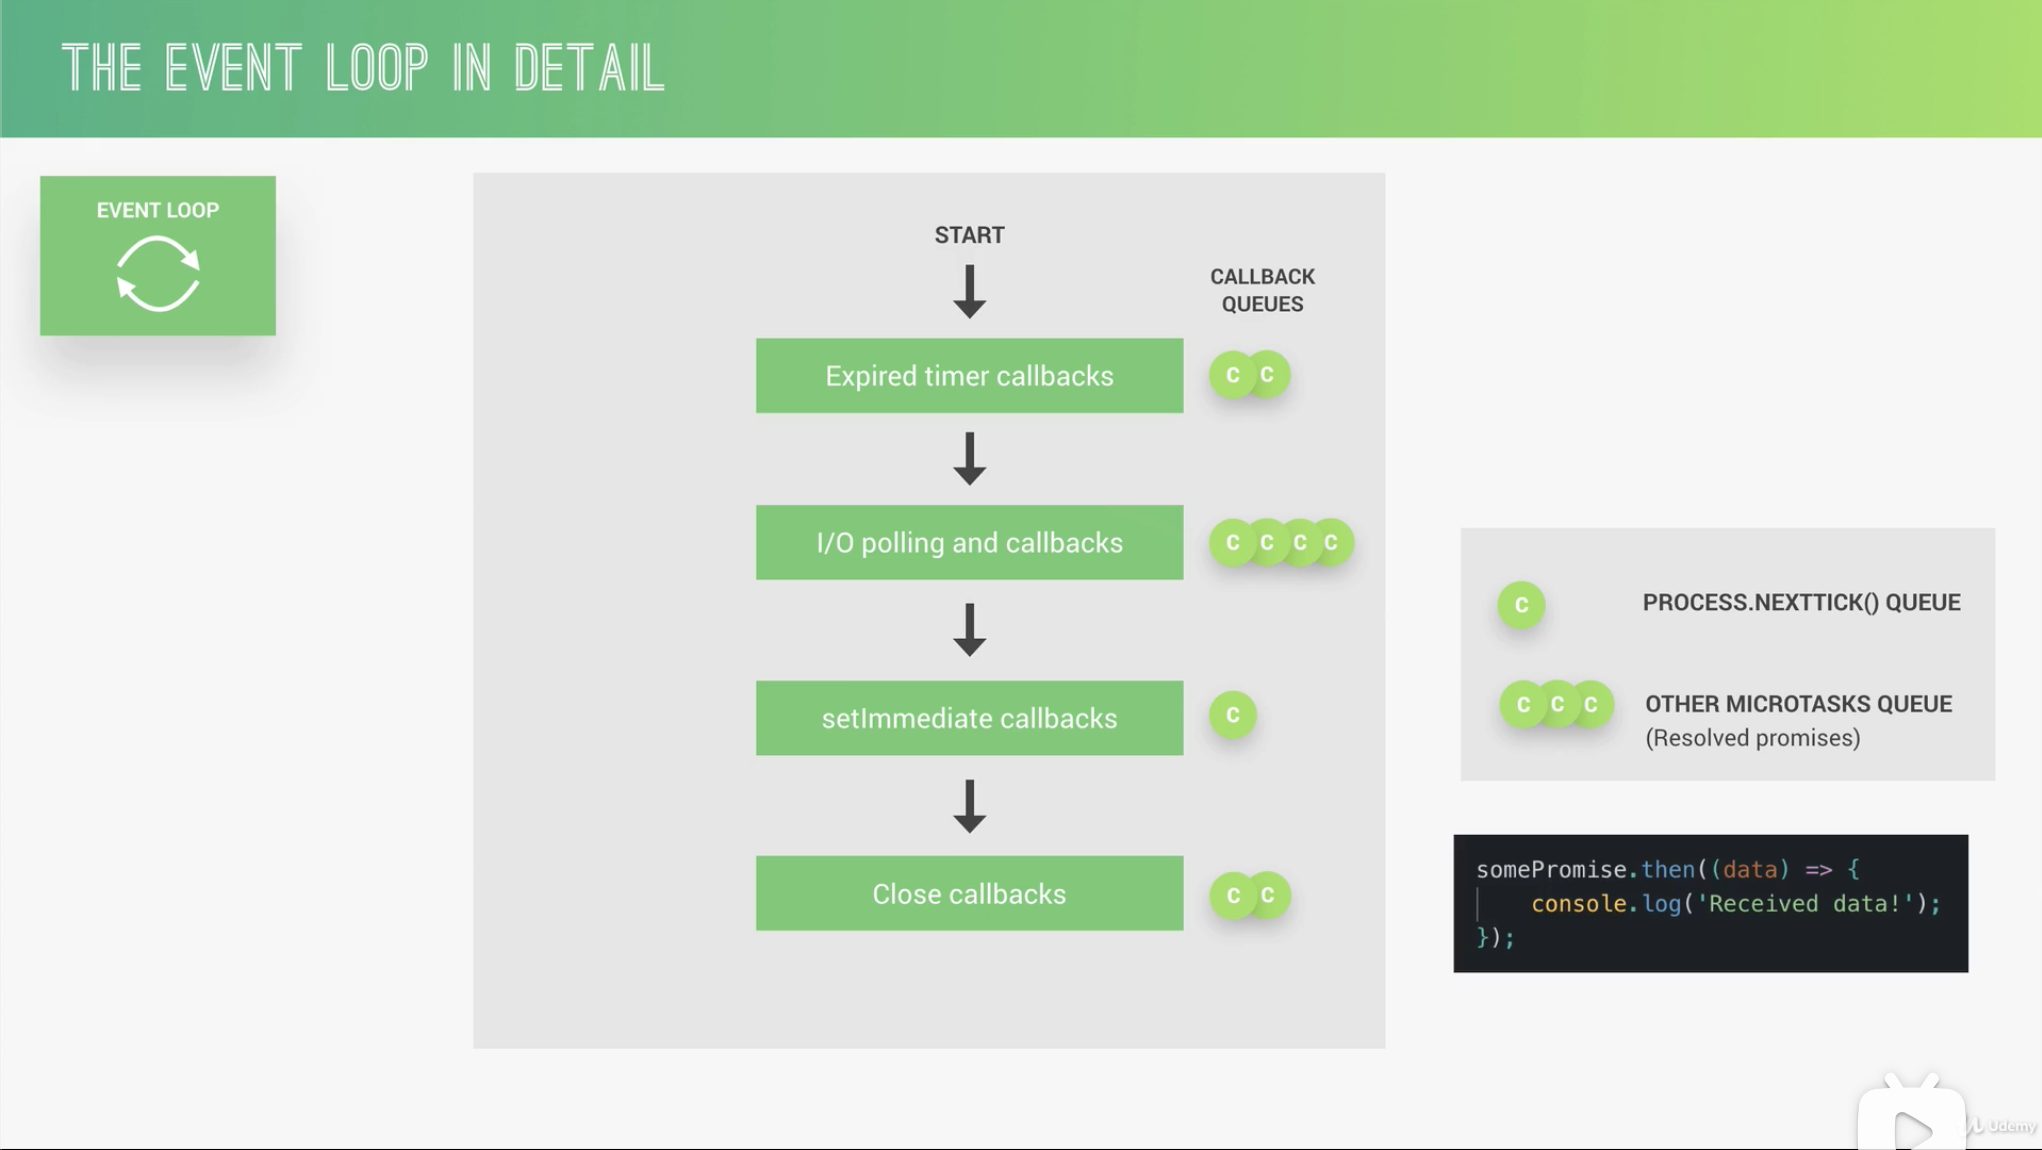 THE EVENT LOOP IN DETAIL
EVENT LOOP
START
CALLBACK
QUEUES
Expired timer callbacks
C C
I/O polling and callbacks
C C C C
setImmediate callbacks
C
Close callbacks
C C
C
PROCESS.NEXTTICK() QUEUE
C C C
OTHER MICROTASKS QUEUE
(Resolved promises)
somePromise.then((data) => {
console.log('Received data!');
});
Udemy